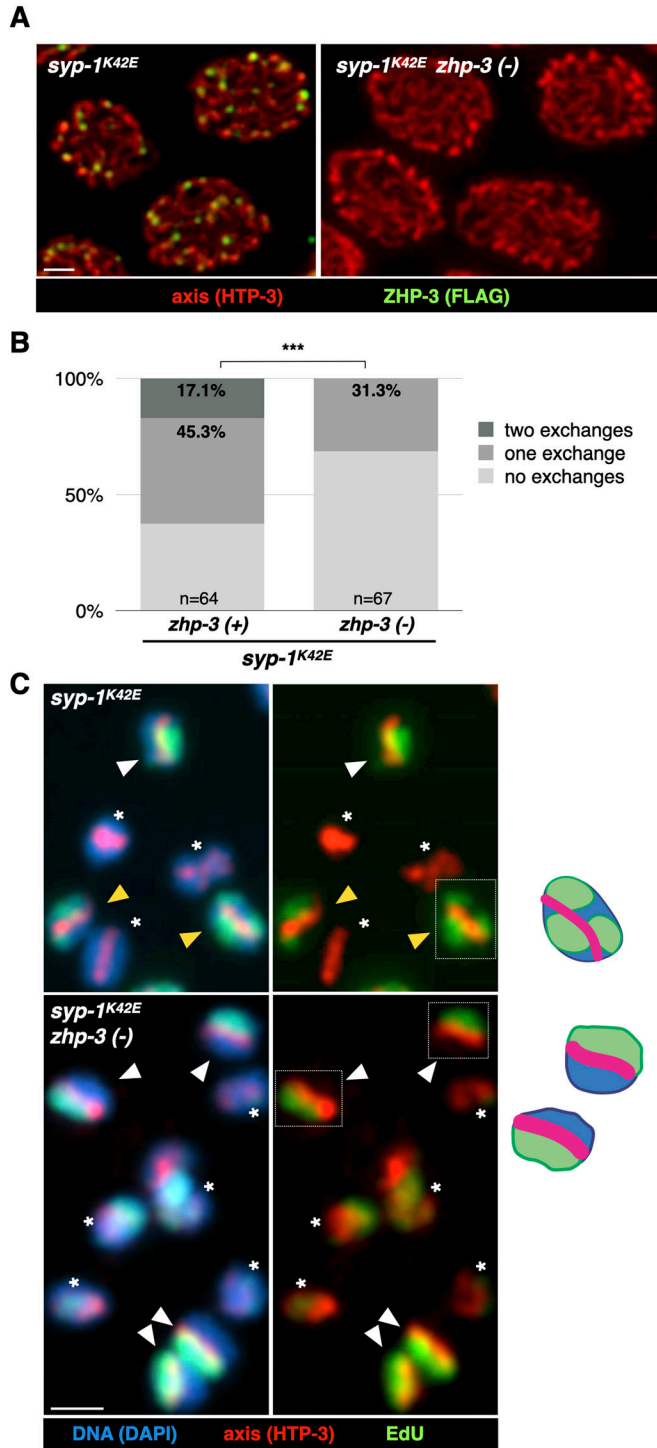 A
syp-1K42E
syp-1K42E zhp-3 (-)
axis (HTP-3)
ZHP-3 (FLAG)
B
***
100%
17.1%
31.3%
45.3%
two exchanges
one exchange
no exchanges
50%
n=64
n=67
0%
zhp-3 (+)
zhp-3 (-)
syp-1K42E
C
syp-1K42E
*
*
*
*
*
syp-1K42E
zhp-3 (-)
*
*
*
*
*
*
*
*
*
*
DNA (DAPI)
axis (HTP-3)
EdU